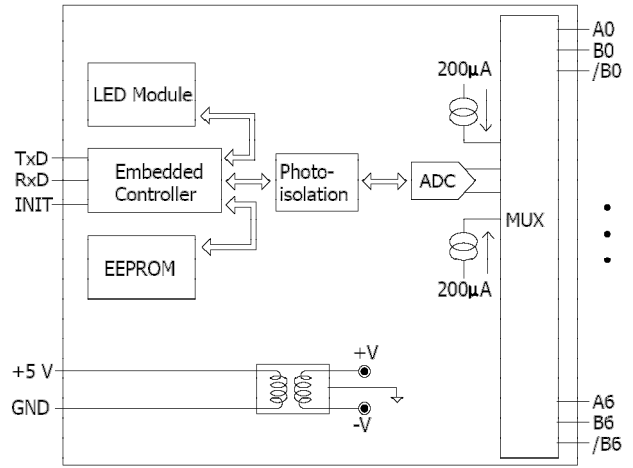 A0
B0
/B0
200μA
LED Module
TxD
RxD
INIT
Embedded
Controller
Photo-
isolation
ADC
MUX
EEPROM
200μA
+5 V
GND
+V
-V
A6
B6
/B6